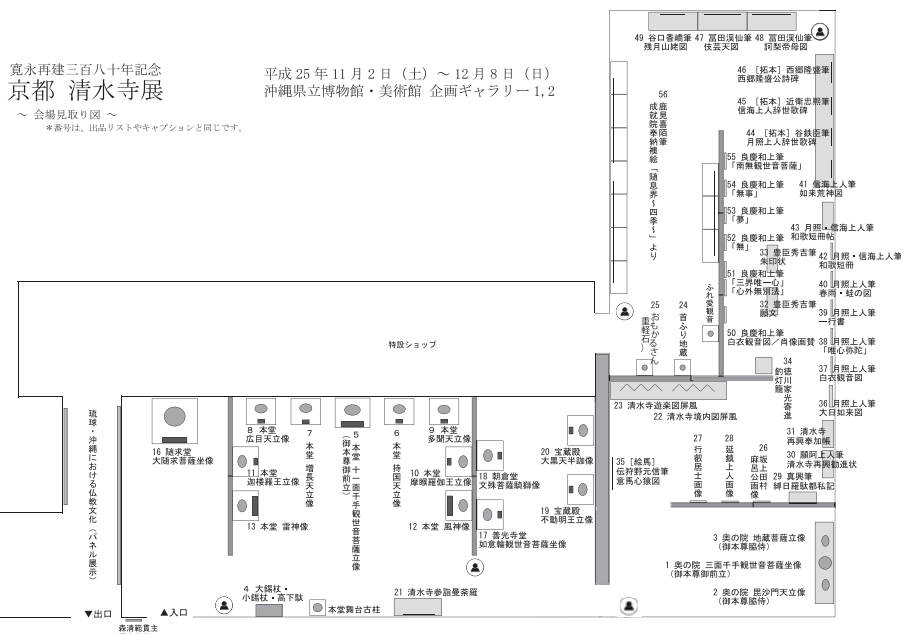 寛永再建三百八十年記念
京都 清水寺展
～ 会場見取り図 ～
＊番号は、出品リストやキャプションと同じです。
平成 25 年 11 月 2 日（土）～ 12 月 8 日（日）
沖縄県立博物館・美術館 企画ギャラリー 1, 2
49 谷口香嶠筆
残月山姥図
47 冨田渓仙筆
伎芸天図
48 冨田渓仙筆
訶梨帝母図
46 ［拓本］西郷隆盛筆
西郷隆盛公詩碑
45 ［拓本］近衛忠煕筆
信海上人辞世歌碑
44 ［拓本］谷鉄臣筆
月照上人辞世歌碑
56 鹿見喜陌筆
成就院奉納襖絵「随息界～四季～」より
55 良慶和上筆
「南無観世音菩薩」
54 良慶和上筆
「無事」
41 信海上人筆
如来荒神図
53 良慶和上筆
「夢」
43 月照・信海上人筆
和歌短冊帖
52 良慶和上筆
「無」
33 豊臣秀吉筆
朱印状
42 月照・信海上人筆
和歌短冊
51 良慶和上筆
「三界唯一心」
「心外無別法」
40 月照上人筆
春雨・蛙の図
32 豊臣秀吉筆
願文
39 月照上人筆
一行書
ふれ愛観音
25 おもかるさん
（重軽石）
24 首ふり地蔵
50 良慶和上筆
白衣観音図／肖像画賛
38 月照上人筆
「唯心弥陀」
34 徳川家光寄進
釣灯籠
37 月照上人筆
白衣観音図
36 月照上人筆
大日如来図
特設ショップ
23 清水寺遊楽図屏風
22 清水寺境内図屏風
31 清水寺
再興奉加帳
30 願阿上人筆
清水寺再興勧進状
29 真興筆
一日羅駄都私記
27 行叡居士画像
28 延鎮上人画像
26 坂上田村
麻呂公画像
35 ［絵馬］
伝狩野元信筆
意馬心猿図
琉球・沖縄における仏教文化（パネル展示）
16 随求堂
大随求菩薩坐像
8 本堂
広目天立像
7 本堂 増長天立像
5 本堂 十一面千手観世音菩薩立像
（御本尊御前立）
6 本堂 持国天立像
9 本堂
多聞天立像
11 本堂
迦楼羅王立像
10 本堂
摩睺羅伽王立像
13 本堂 雷神像
12 本堂 風神像
20 宝蔵殿
大黒天半跏像
18 朝倉堂
文殊菩薩騎獅像
19 宝蔵殿
不動明王立像
17 善光寺堂
如意輪観世音菩薩坐像
3 奥の院 地蔵菩薩立像
（御本尊脇侍）
1 奥の院 三面千手観世音菩薩坐像
（御本尊御前立）
2 奥の院 毘沙門天立像
（御本尊脇侍）
4 大錫杖・
小錫杖・高下駄
本堂舞台古柱
21 清水寺参詣曼荼羅
▼出口
▲入口
森清範貫主